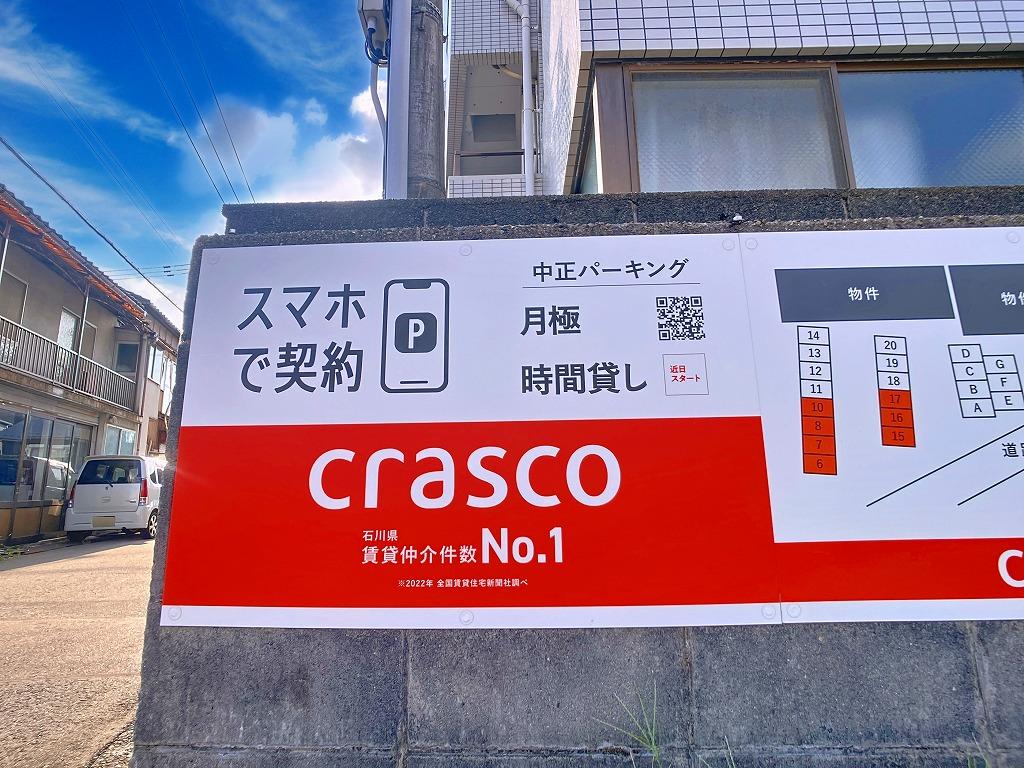 スマホ
で契約
P
中正パーキング
月極
時間貸し
近日
スタート
crasco
石川県
賃貸仲介件数No.1
※2022年 全国賃貸住宅新聞社調べ
物件
物件
14
13
12
11
10
8
7
6
20
19
18
17
16
15
D
C
B
A
G
F
E
道路
c